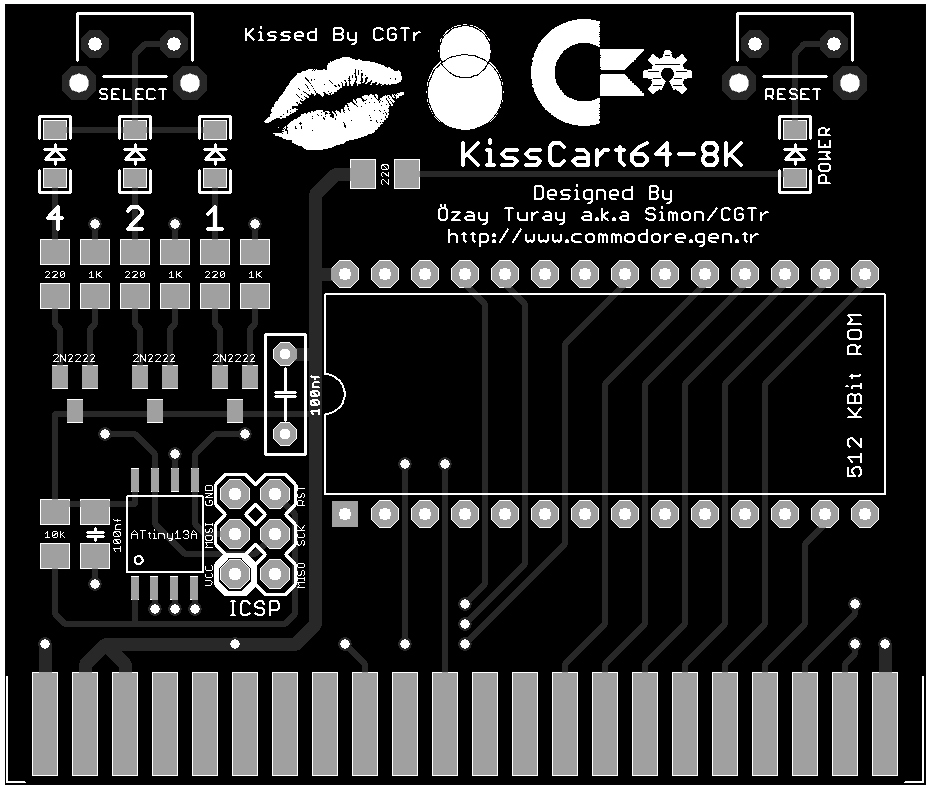 Kissed By CGTr
SELECT
RESET
POWER
KissCart64-8K
220
Designed By
Özay Turay a.k.a Simon/CGTr
http://www.commodore.gen.tr
4 2 1
220 1K 220 1K 220 1K
2N2222 2N2222 2N2222
100nf
512 KBit ROM
GND RST
MOSI SCK
VCC MISO
10K
100nf
ATtiny13A
ICSP